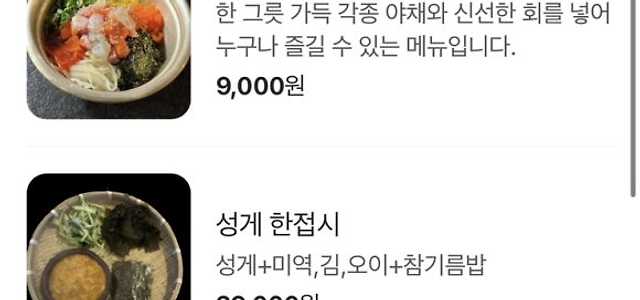 한 그릇 가득 각종 야채와 신선한 회를 넣어
누구나 즐길 수 있는 메뉴입니다.
9,000원
성게 한접시
성게+미역,김,오이+참기름밥